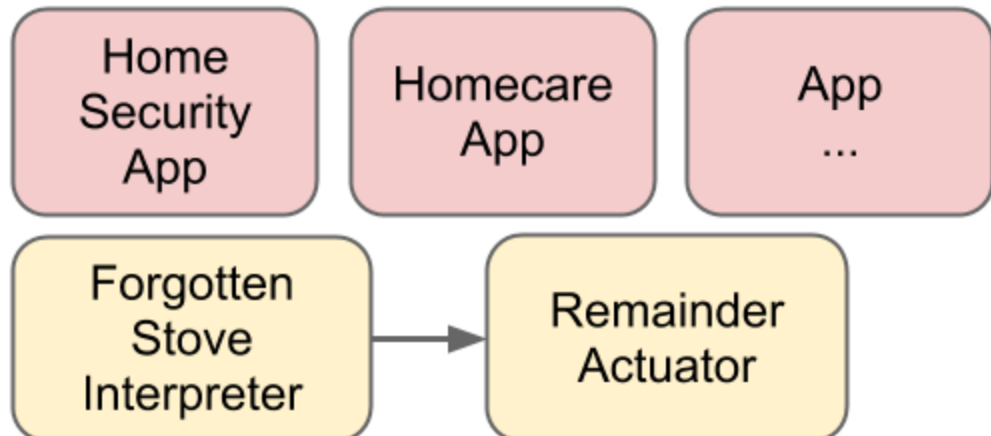 Home
Security
App
Homecare
App
App
...
Forgotten
Stove
Interpreter
Remainder
Actuator